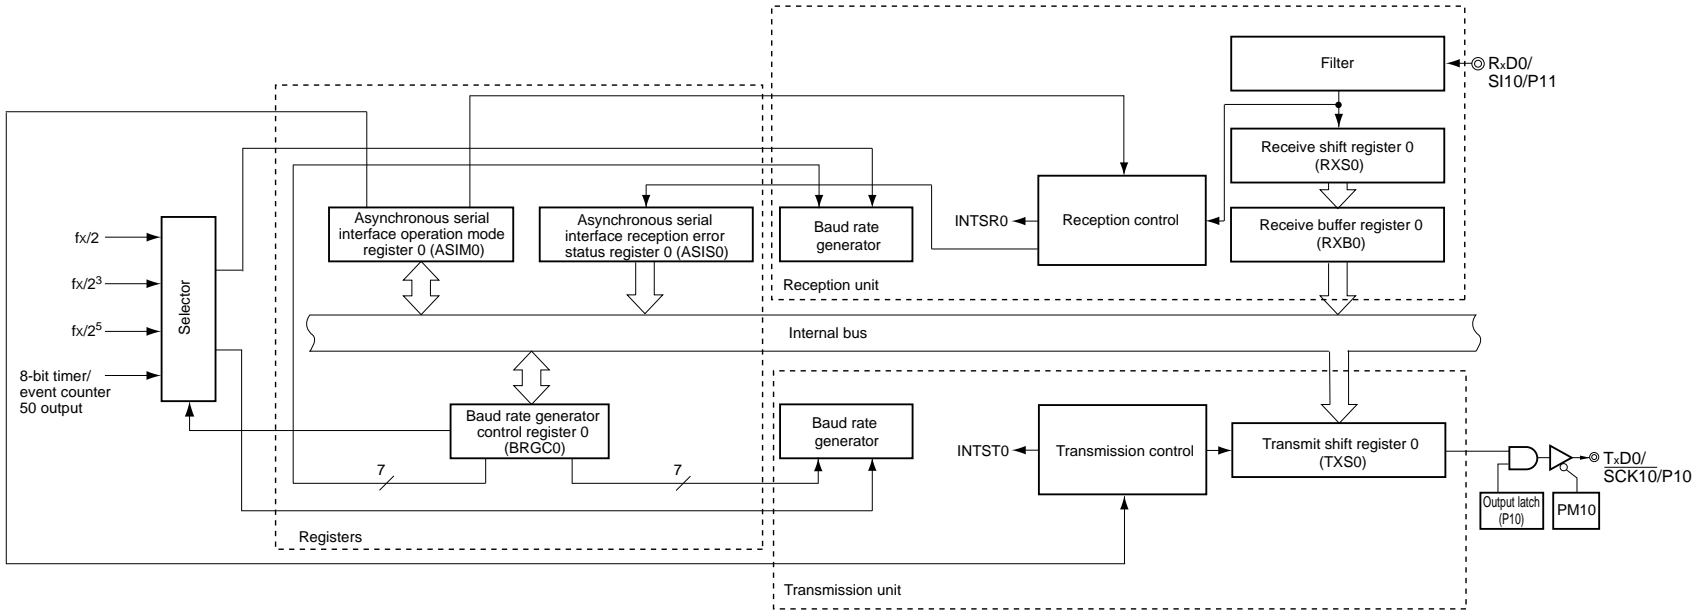 Filter
RxD0/
SI10/P11
Receive shift register 0
(RXS0)
Asynchronous serial
interface operation mode
register 0 (ASIM0)
Asynchronous serial
interface reception error
status register 0 (ASIS0)
Baud rate
generator
INTSR0
Reception control
Receive buffer register 0
(RXB0)
Reception unit
fx/2
fx/2³
fx/2⁵
8-bit timer/
event counter
50 output
Selector
Internal bus
Baud rate generator
control register 0
(BRGC0)
7
7
Registers
Baud rate
generator
INTST0
Transmission control
Transmit shift register 0
(TXS0)
TxD0/
SCK10/P10
Output latch
(P10)
PM10
Transmission unit